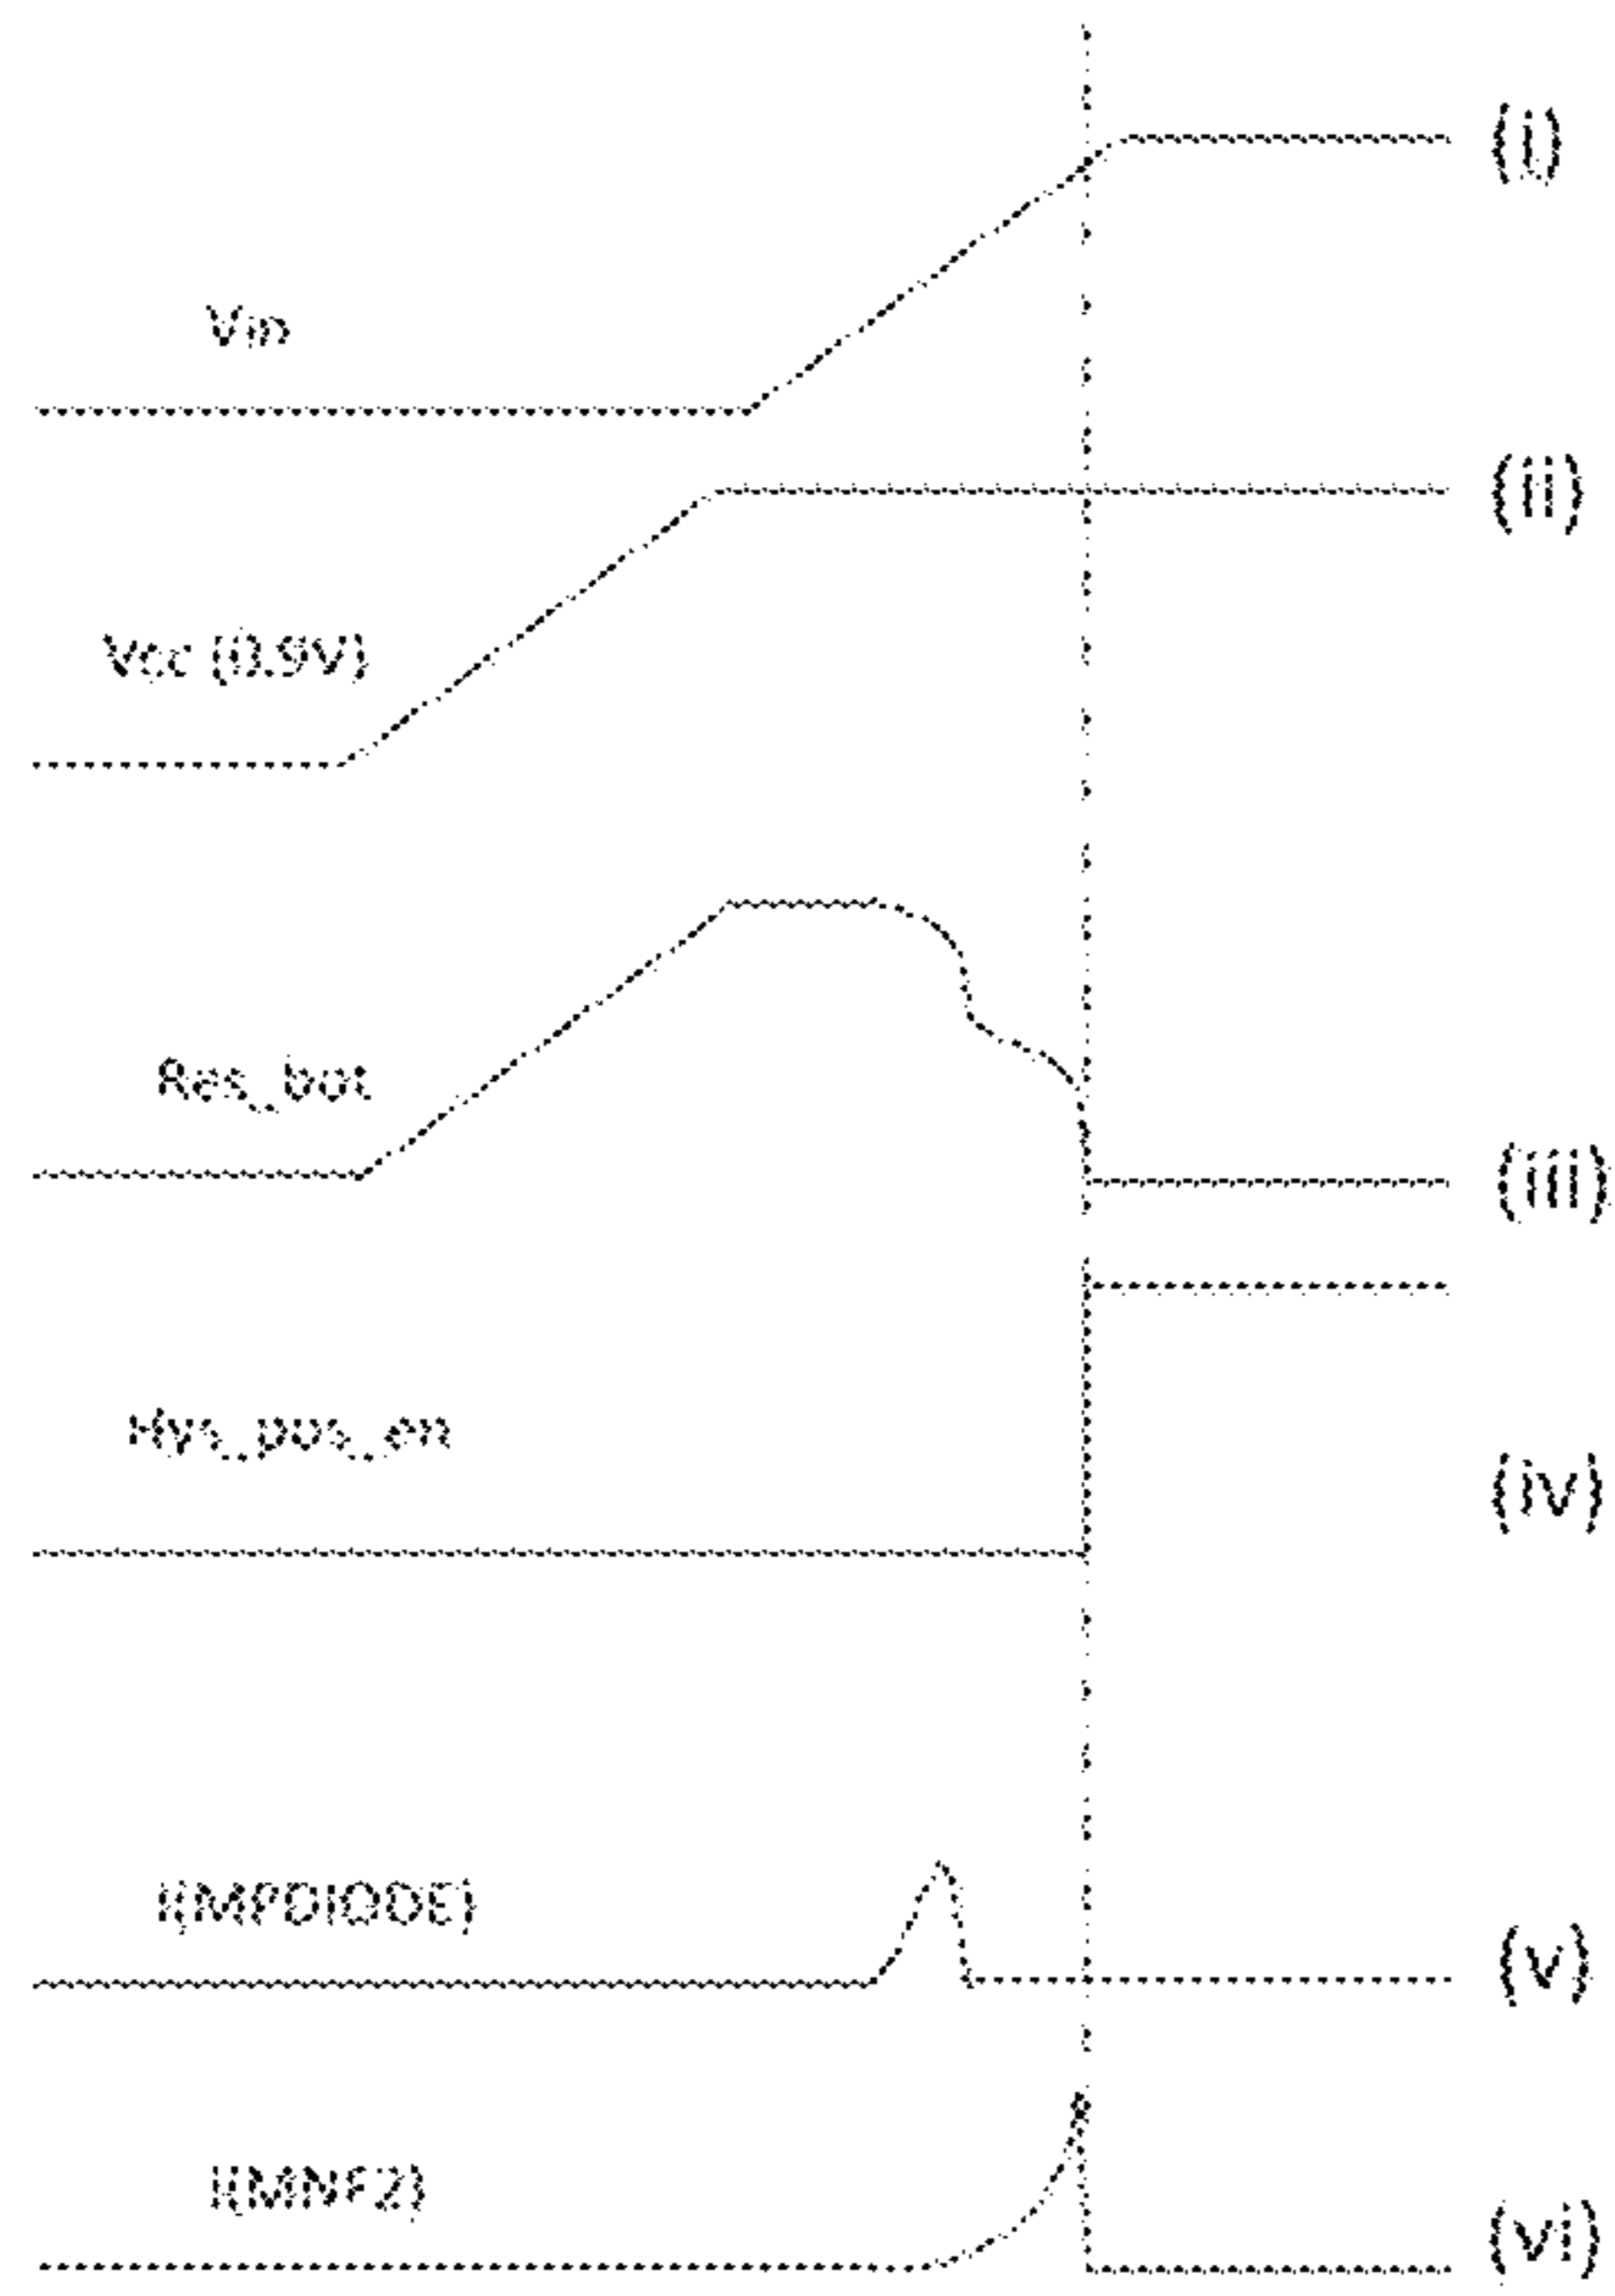 (i)
Vin
(ii)
Vcc (0.9V)
Res_bot
(iii)
Hys_pos_en
(iv)
I(MPDIODE)
(v)
I(MNF2)
(vi)